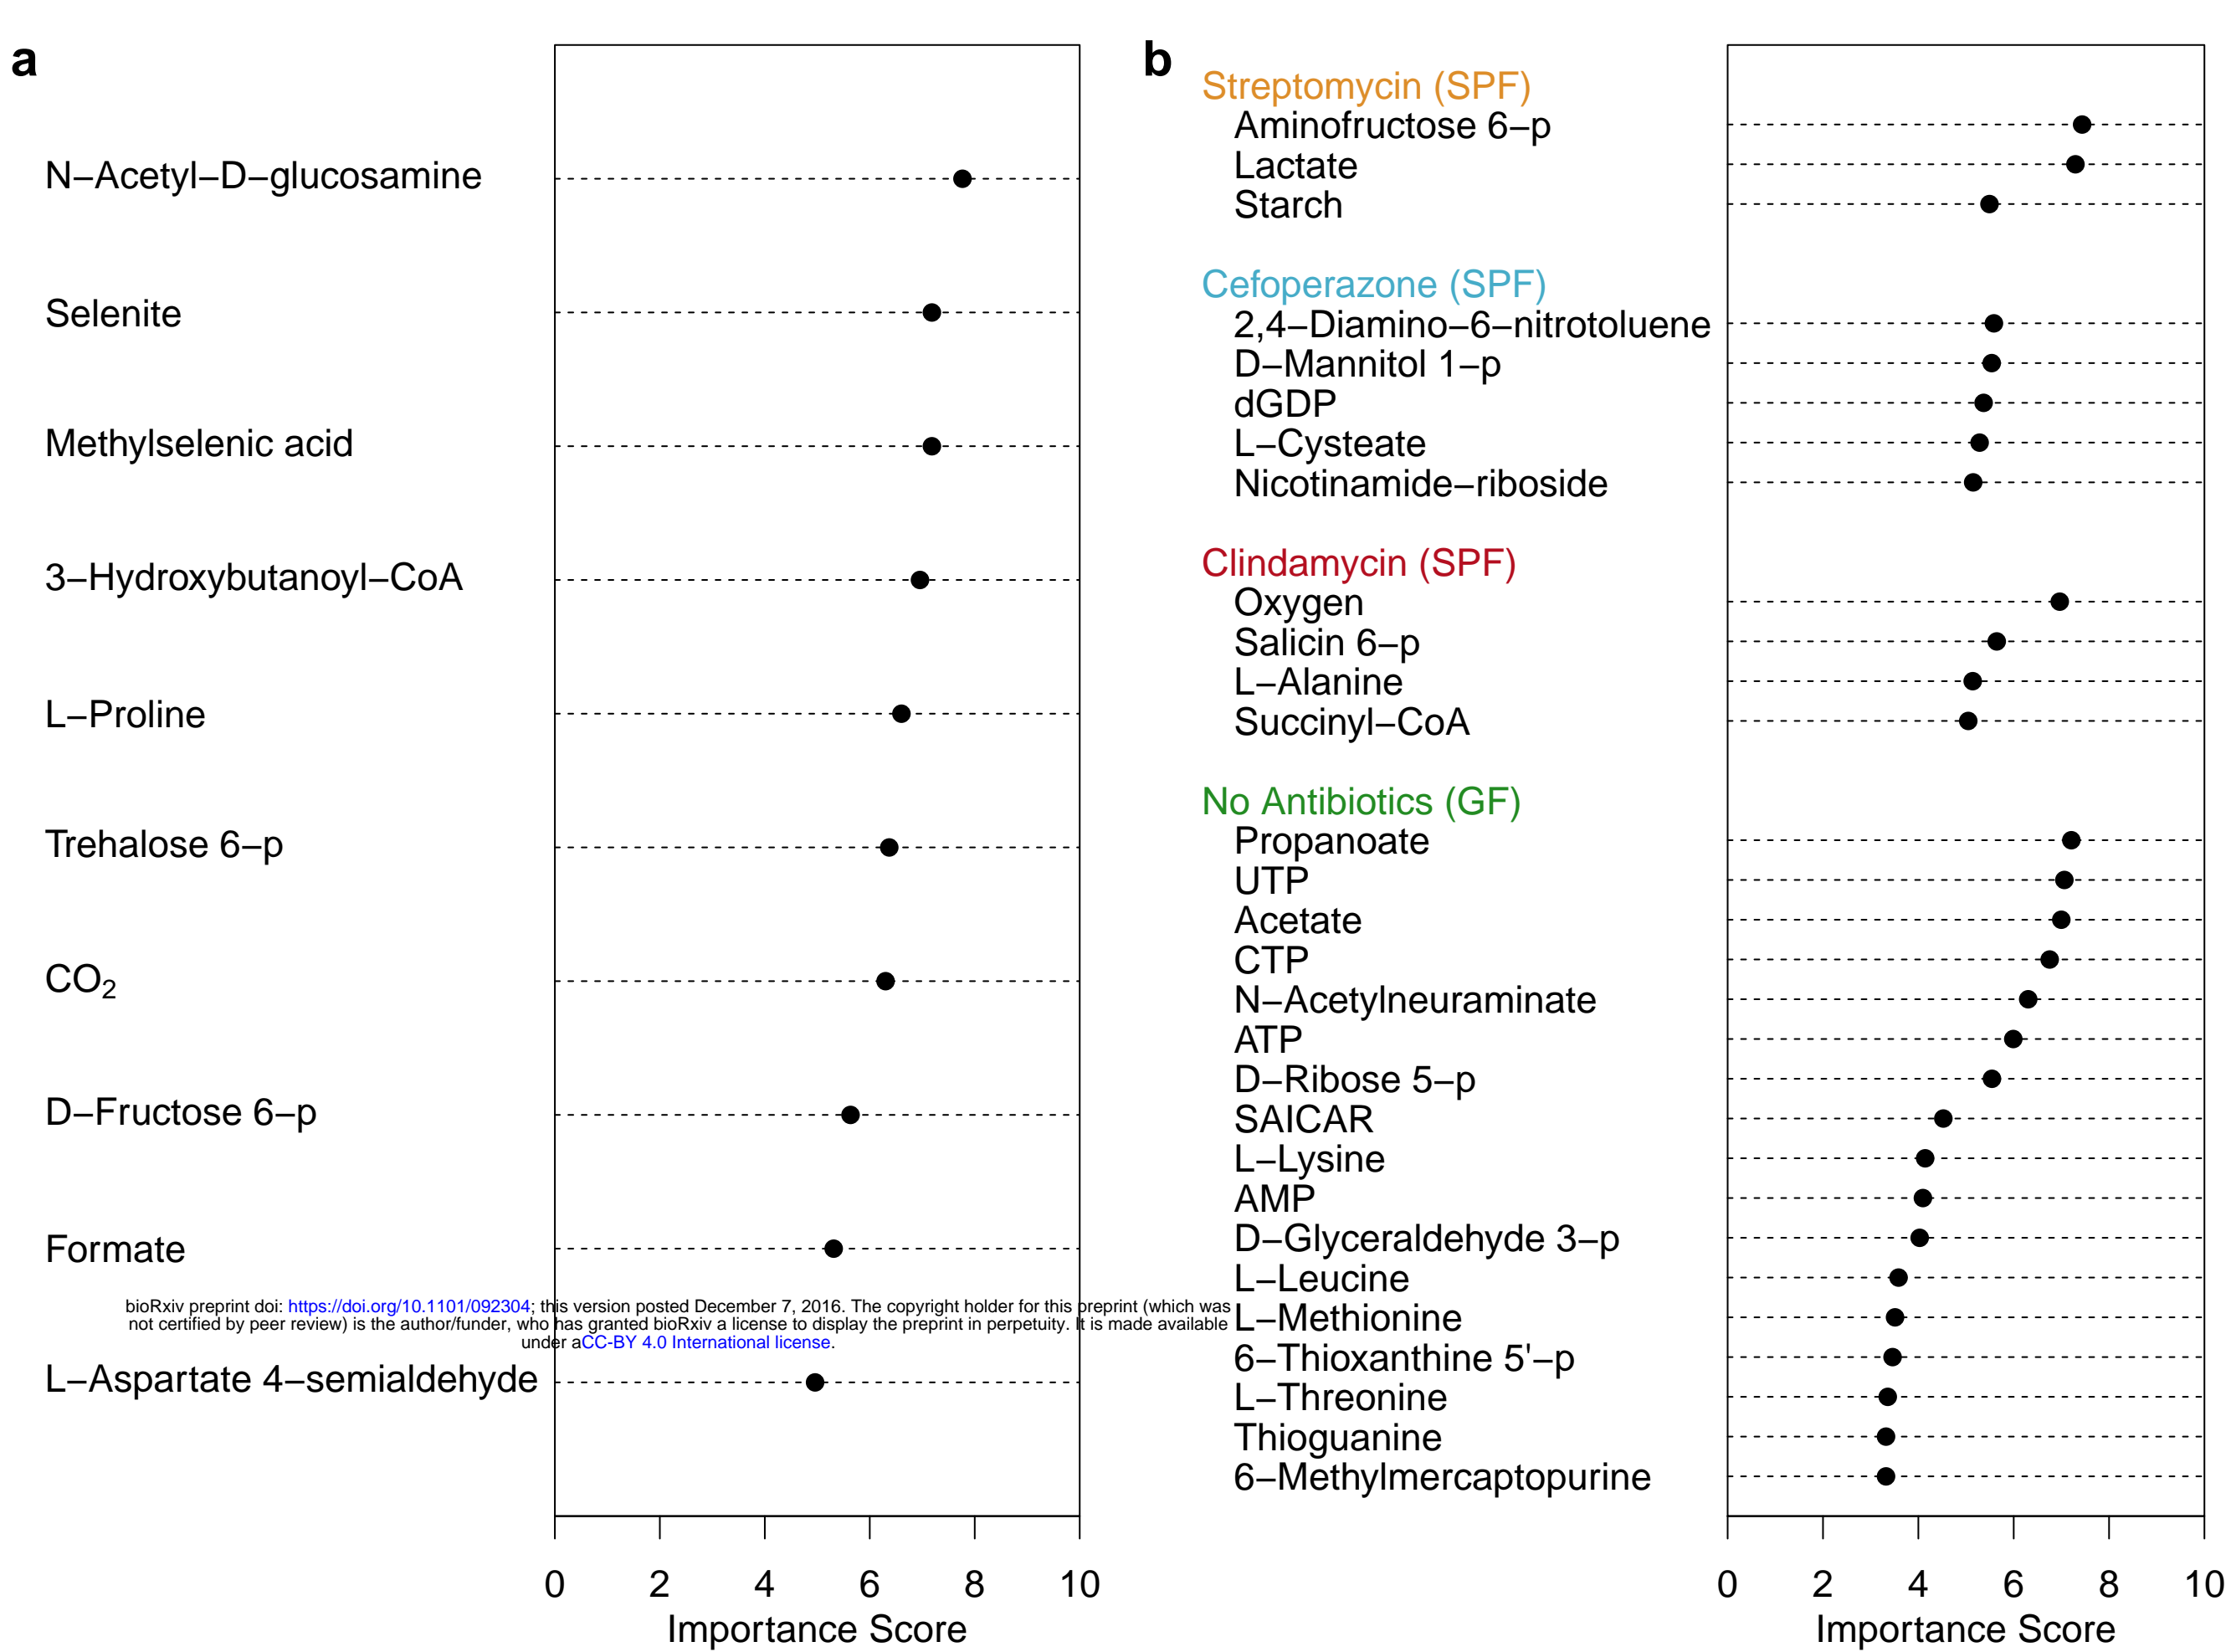 a
N−Acetyl−D−glucosamine
Selenite
Methylselenic acid
3−Hydroxybutanoyl−CoA
L−Proline
Trehalose 6−p
CO₂
D−Fructose 6−p
Formate
bioRxiv preprint doi: https://doi.org/10.1101/092304; this version posted December 7, 2016. The copyright holder for this preprint (which was
not certified by peer review) is the author/funder, who has granted bioRxiv a license to display the preprint in perpetuity. It is made available
under aCC-BY 4.0 International license.
L−Aspartate 4−semialdehyde
0 2 4 6 8 10
Importance Score
b
Streptomycin (SPF)
Aminofructose 6−p
Lactate
Starch
Cefoperazone (SPF)
2,4−Diamino−6−nitrotoluene
D−Mannitol 1−p
dGDP
L−Cysteate
Nicotinamide−riboside
Clindamycin (SPF)
Oxygen
Salicin 6−p
L−Alanine
Succinyl−CoA
No Antibiotics (GF)
Propanoate
UTP
Acetate
CTP
N−Acetylneuraminate
ATP
D−Ribose 5−p
SAICAR
L−Lysine
AMP
D−Glyceraldehyde 3−p
L−Leucine
L−Methionine
6−Thioxanthine 5'−p
L−Threonine
Thioguanine
6−Methylmercaptopurine
0 2 4 6 8 10
Importance Score